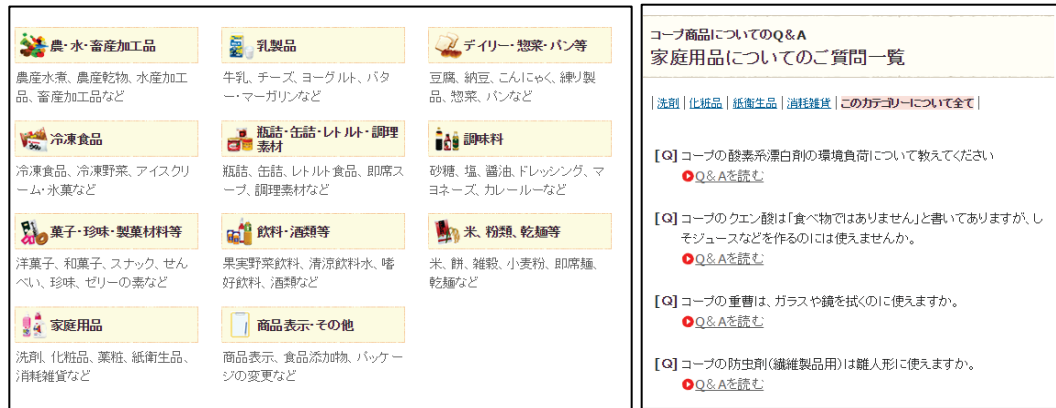 農・水・畜産加工品
農産水煮、農産乾物、水産加工
品、畜産加工品など
乳製品
牛乳、チーズ、ヨーグルト、バタ
ー・マーガリンなど
デイリー・惣菜・パン等
豆腐、納豆、こんにゃく、練り製
品、惣菜、パンなど
冷凍食品
冷凍食品、冷凍野菜、アイスクリ
ーム・氷菓など
瓶詰・缶詰・レトルト・調理
素材
瓶詰、缶詰、レトルト食品、即席ス
ープ、調理素材など
調味料
砂糖、塩、醤油、ドレッシング、マ
ヨネーズ、カレールーなど
菓子・珍味・製菓材料等
洋菓子、和菓子、スナック、せん
べい、珍味、ゼリーの素など
飲料・酒類等
果実野菜飲料、清涼飲料水、嗜
好飲料、酒類など
米、粉類、乾麺等
米、餅、雑穀、小麦粉、即席麺、
乾麺など
家庭用品
洗剤、化粧品、薬粧、紙衛生品、
消耗雑貨など
商品表示・その他
商品表示、食品添加物、パッケー
ジの変更など
コープ商品についてのQ&A
家庭用品についてのご質問一覧
|洗剤|化粧品|紙衛生品|消耗雑貨|このカテゴリーについて全て|
[Q]コープの酸素系漂白剤の環境負荷について教えてください
Q&Aを読む
[Q]コープのクエン酸は「食べ物ではありません」と書いてありますが、し
そジュースなどを作るのには使えませんか。
Q&Aを読む
[Q]コープの重曹は、ガラスや鏡を拭くのに使えますか。
Q&Aを読む
[Q]コープの防虫剤(繊維製品用)は雛人形に使えますか。
Q&Aを読む